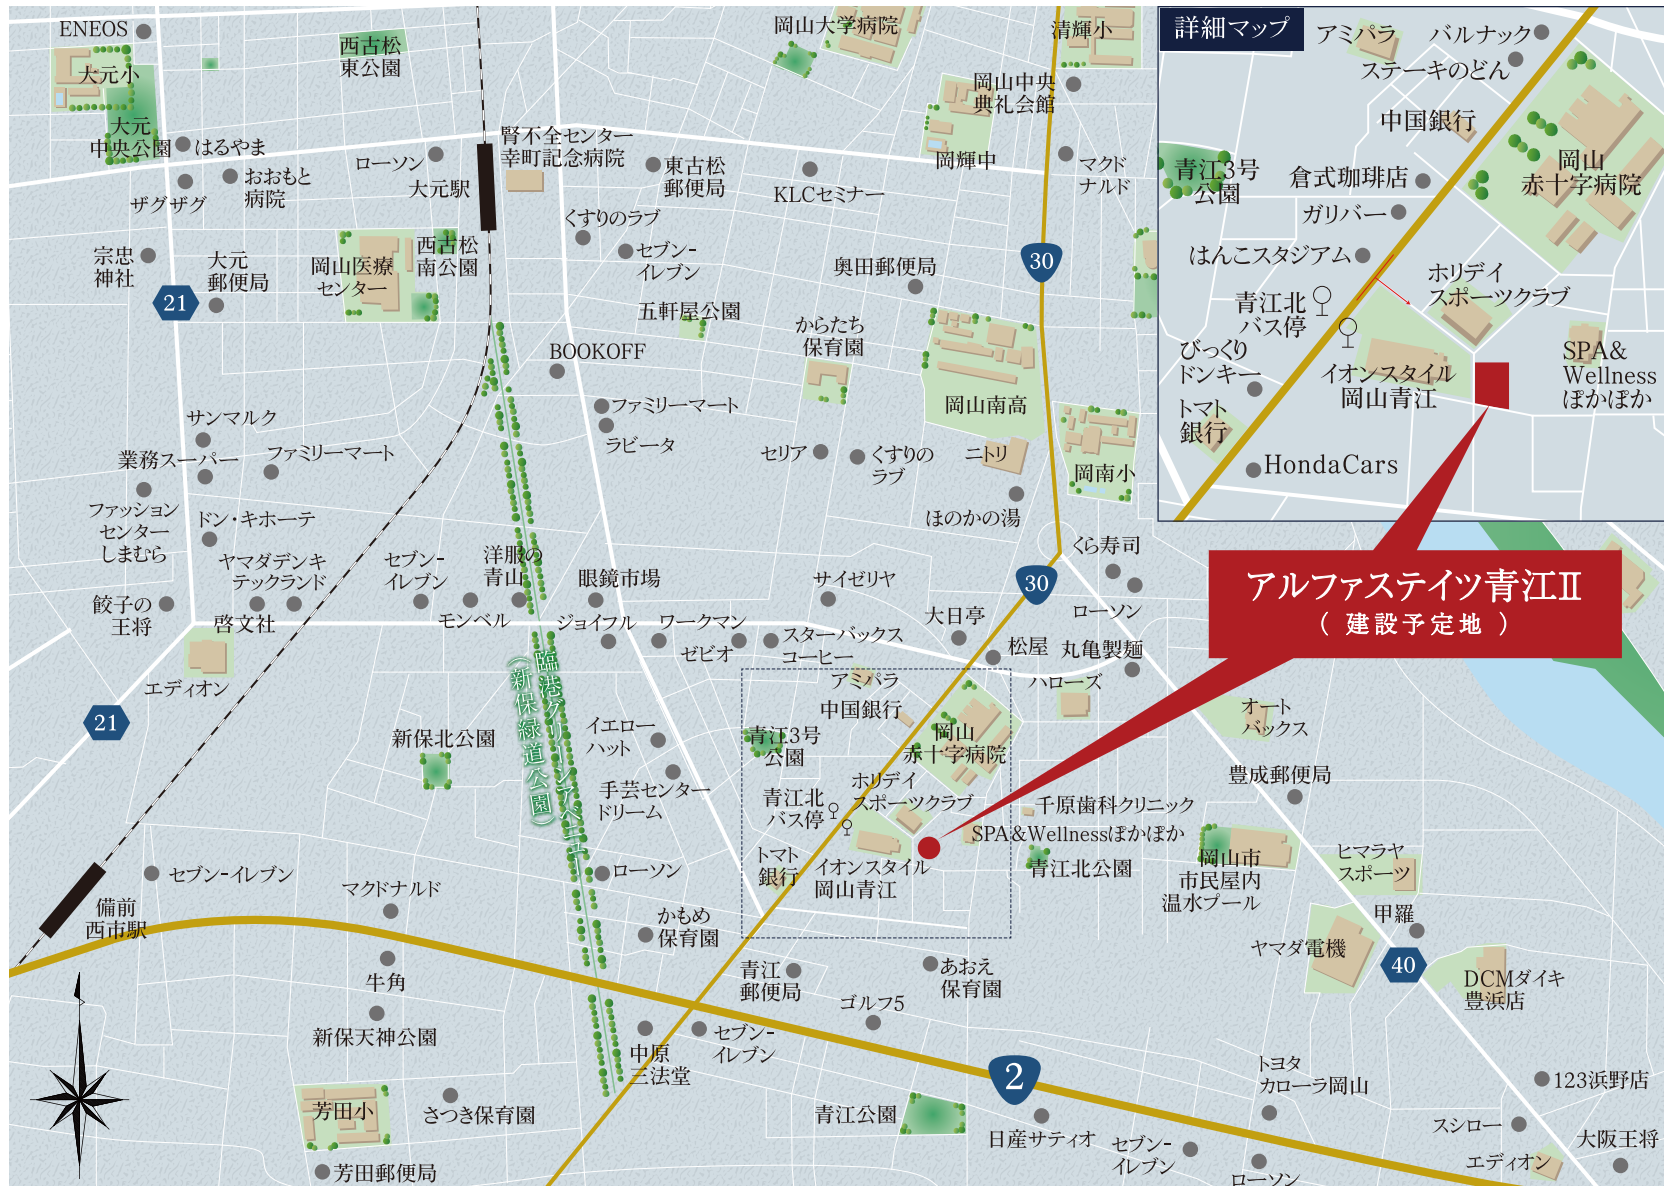 ENEOS
大元小
大元
中央公園
はるやま
ザグザグ
おおもと
病院
西古松
東公園
ローソン
大元駅
腎不全センター
幸町記念病院
東古松
郵便局
KLCセミナー
岡山大学病院
清輝小
岡山中央
典礼会館
岡輝中
マクド
ナルド
宗忠
神社
21
大元
郵便局
岡山医療
センター
西古松
南公園
くすりのラブ
セブン-
イレブン
五軒屋公園
奥田郵便局
30
からたち
保育園
BOOKOFF
ファミリーマート
ラビータ
セリア
くすりの
ラブ
岡山南高
ニトリ
岡南小
ほのかの湯
サンマルク
業務スーパー
ファミリーマート
ファッション
センター
しまむら
ドン・キホーテ
ヤマダデンキ
テックランド
セブン-
イレブン
洋服の
青山
眼鏡市場
サイゼリヤ
30
くら寿司
ローソン
餃子の
王将
啓文社
モンベル
ジョイフル
ワークマン
ゼビオ
スターバックス
コーヒー
大日亭
松屋
丸亀製麺
ハローズ
エディオン
21
新保北公園
臨港グリーンアベニュー
(新保緑道公園)
イエロー
ハット
手芸センター
ドリーム
アミパラ
中国銀行
青江3号
公園
岡山
赤十字病院
ホリデイ
スポーツクラブ
青江北
バス停
千原歯科クリニック
SPA&Wellnessぽかぽか
トマト
銀行
イオンスタイル
岡山青江
青江北公園
オート
バックス
豊成郵便局
岡山市
市民屋内
温水プール
ヒマラヤ
スポーツ
甲羅
ヤマダ電機
40
DCMダイキ
豊浜店
セブン-イレブン
備前
西市駅
マクドナルド
ローソン
かもめ
保育園
牛角
新保天神公園
青江
郵便局
あおえ
保育園
ゴルフ5
セブン-
イレブン
中原
三法堂
2
芳田小
さつき保育園
芳田郵便局
青江公園
日産サティオ
セブン-
イレブン
トヨタ
カローラ岡山
ローソン
123浜野店
スシロー
エディオン
大阪王将
詳細マップ
アミパラ
バルナック
ステーキのどん
中国銀行
岡山
赤十字病院
青江3号
公園
倉式珈琲店
ガリバー
はんこスタジアム
ホリデイ
スポーツクラブ
青江北
バス停
びっくり
ドンキー
イオンスタイル
岡山青江
SPA&
Wellness
ぽかぽか
トマト
銀行
HondaCars
アルファステイツ青江Ⅱ
( 建設予定地 )